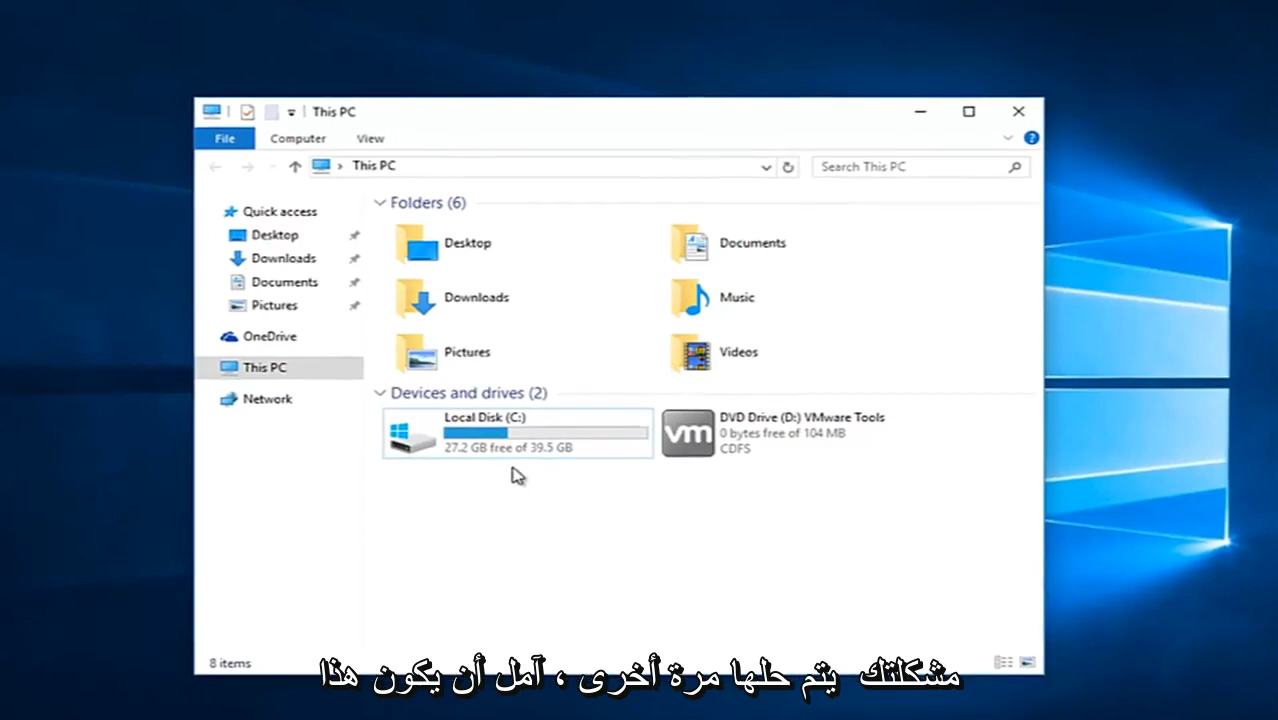 This PC
File Computer View
This PC
Search This PC
Quick access
Desktop
Downloads
Documents
Pictures
OneDrive
This PC
Network
Folders (6)
Desktop
Documents
Downloads
Music
Pictures
Videos
Devices and drives (2)
Local Disk (C:)
27.2 GB free of 39.5 GB
vm
DVD Drive (D:) VMware Tools
0 bytes free of 104 MB
CDFS
8 items
مشكلتك يتم حلها مرة أخرى ، آمل أن يكون هذا